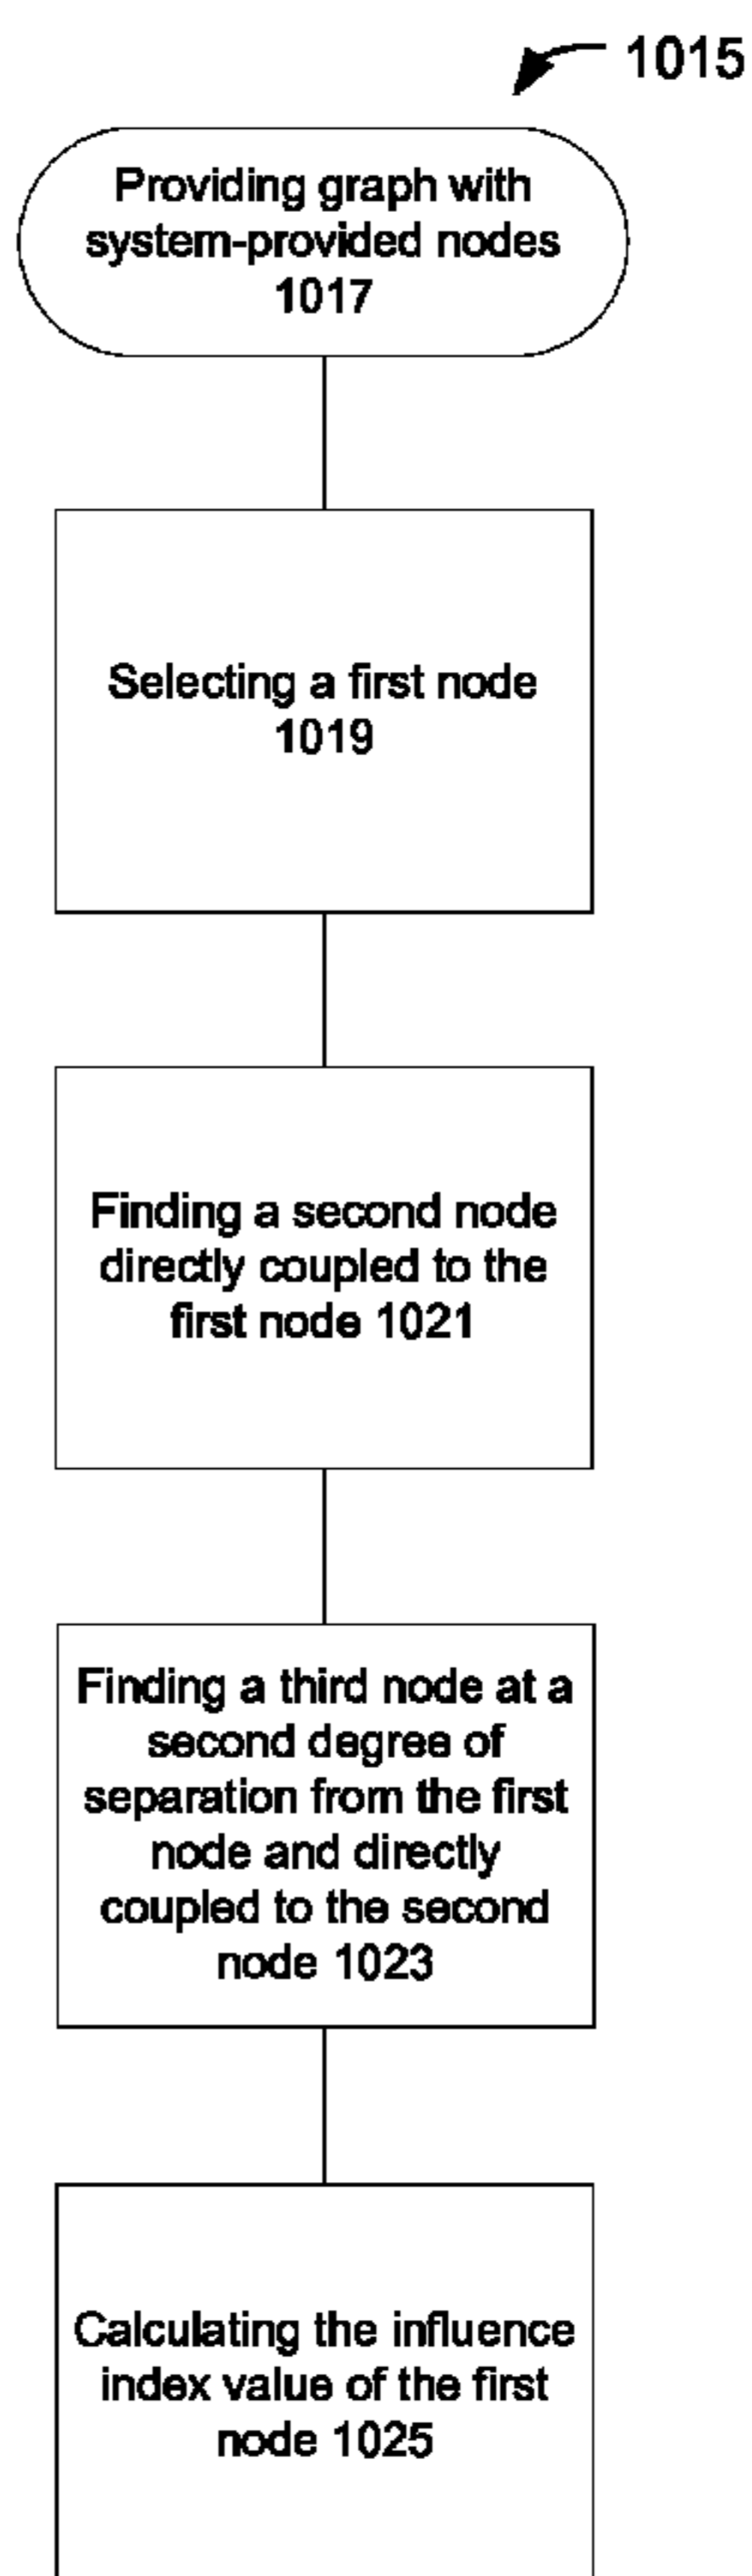 1015
Providing graph with
system-provided nodes
1017
Selecting a first node
1019
Finding a second node
directly coupled to the
first node 1021
Finding a third node at a
second degree of
separation from the first
node and directly
coupled to the second
node 1023
Calculating the influence
index value of the first
node 1025